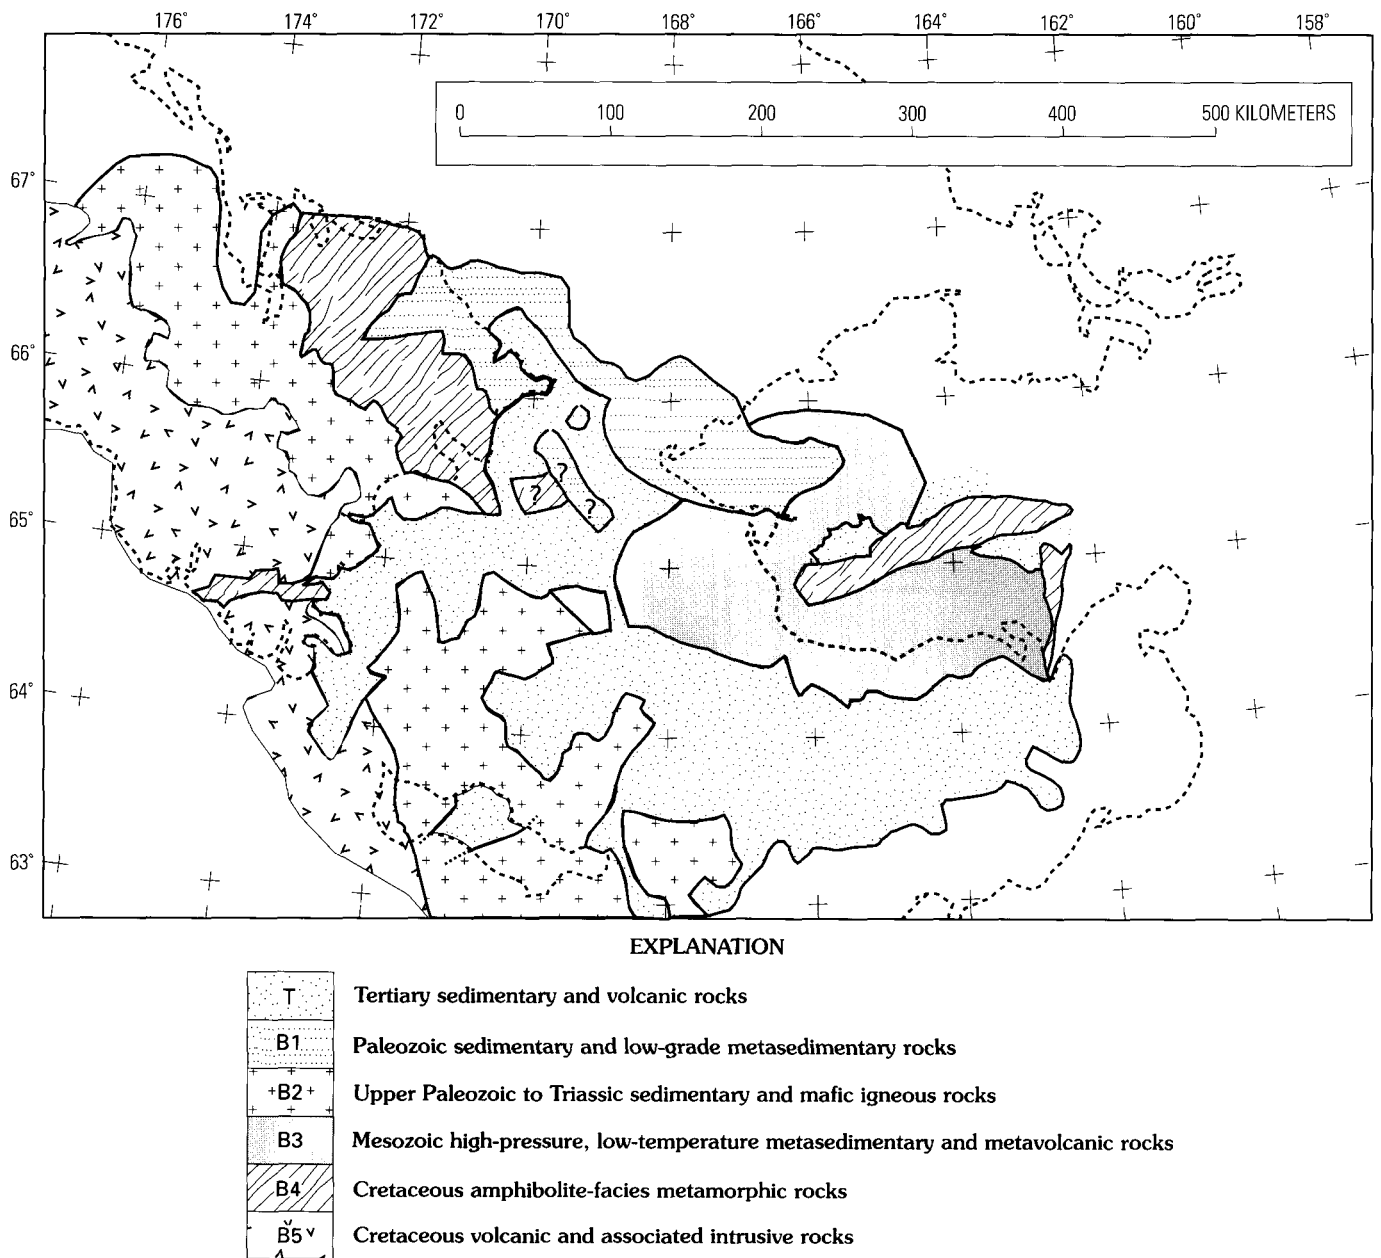 176° 174° 172° 170° 168° 166° 164° 162° 160° 158°
0 100 200 300 400 500 KILOMETERS
67°
66°
?
? ?
65°
64°
63°
EXPLANATION
T Tertiary sedimentary and volcanic rocks
B1 Paleozoic sedimentary and low-grade metasedimentary rocks
+B2+ Upper Paleozoic to Triassic sedimentary and mafic igneous rocks
B3 Mesozoic high-pressure, low-temperature metasedimentary and metavolcanic rocks
B4 Cretaceous amphibolite-facies metamorphic rocks
B5 Cretaceous volcanic and associated intrusive rocks